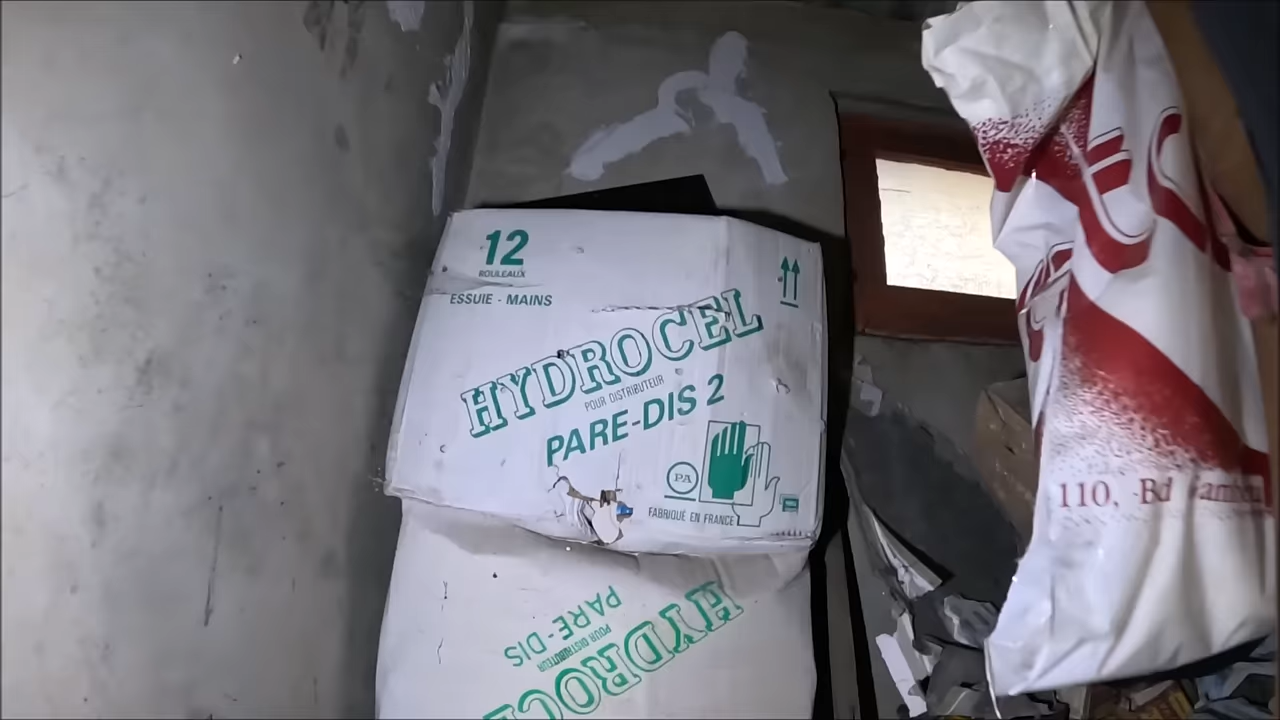 12
ROULEAUX
ESSUIE - MAINS
HYDROCEL
POUR DISTRIBUTEUR
PARE-DIS 2
PA
FABRIQUÉ EN FRANCE
HYDROCEL
POUR DISTRIBUTEUR
PARE-DIS
110, Bd